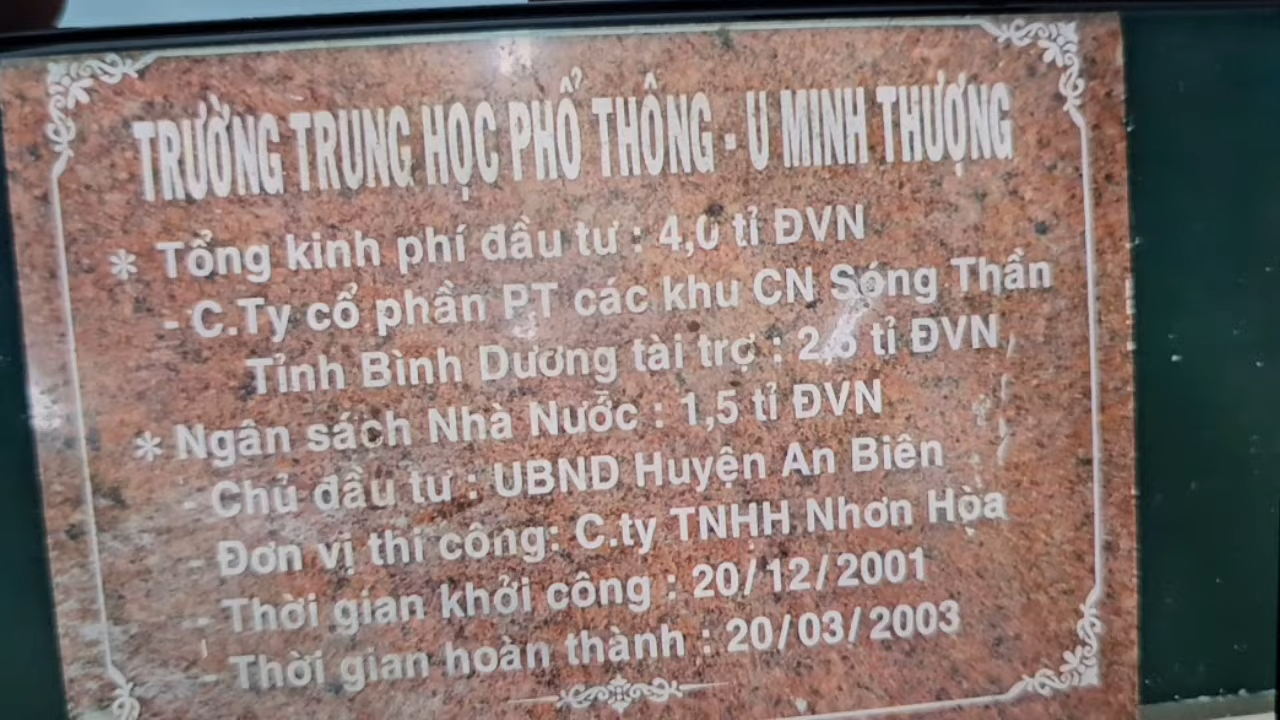 TRƯỜNG TRUNG HỌC PHỔ THÔNG - U MINH THƯỢNG
* Tổng kinh phí đầu tư : 4,0 tỉ ĐVN
- C.Ty cổ phần PT các khu CN Sóng Thần
Tỉnh Bình Dương tài trợ : tỉ ĐVN
* Ngân sách Nhà Nước : 1,5 tỉ ĐVN
- Chủ đầu tư : UBND Huyện An Biên
- Đơn vị thi công: C.ty TNHH Nhơn Hòa
- Thời gian khởi công : 20/12/2001
- Thời gian hoàn thành : 20/03/2003